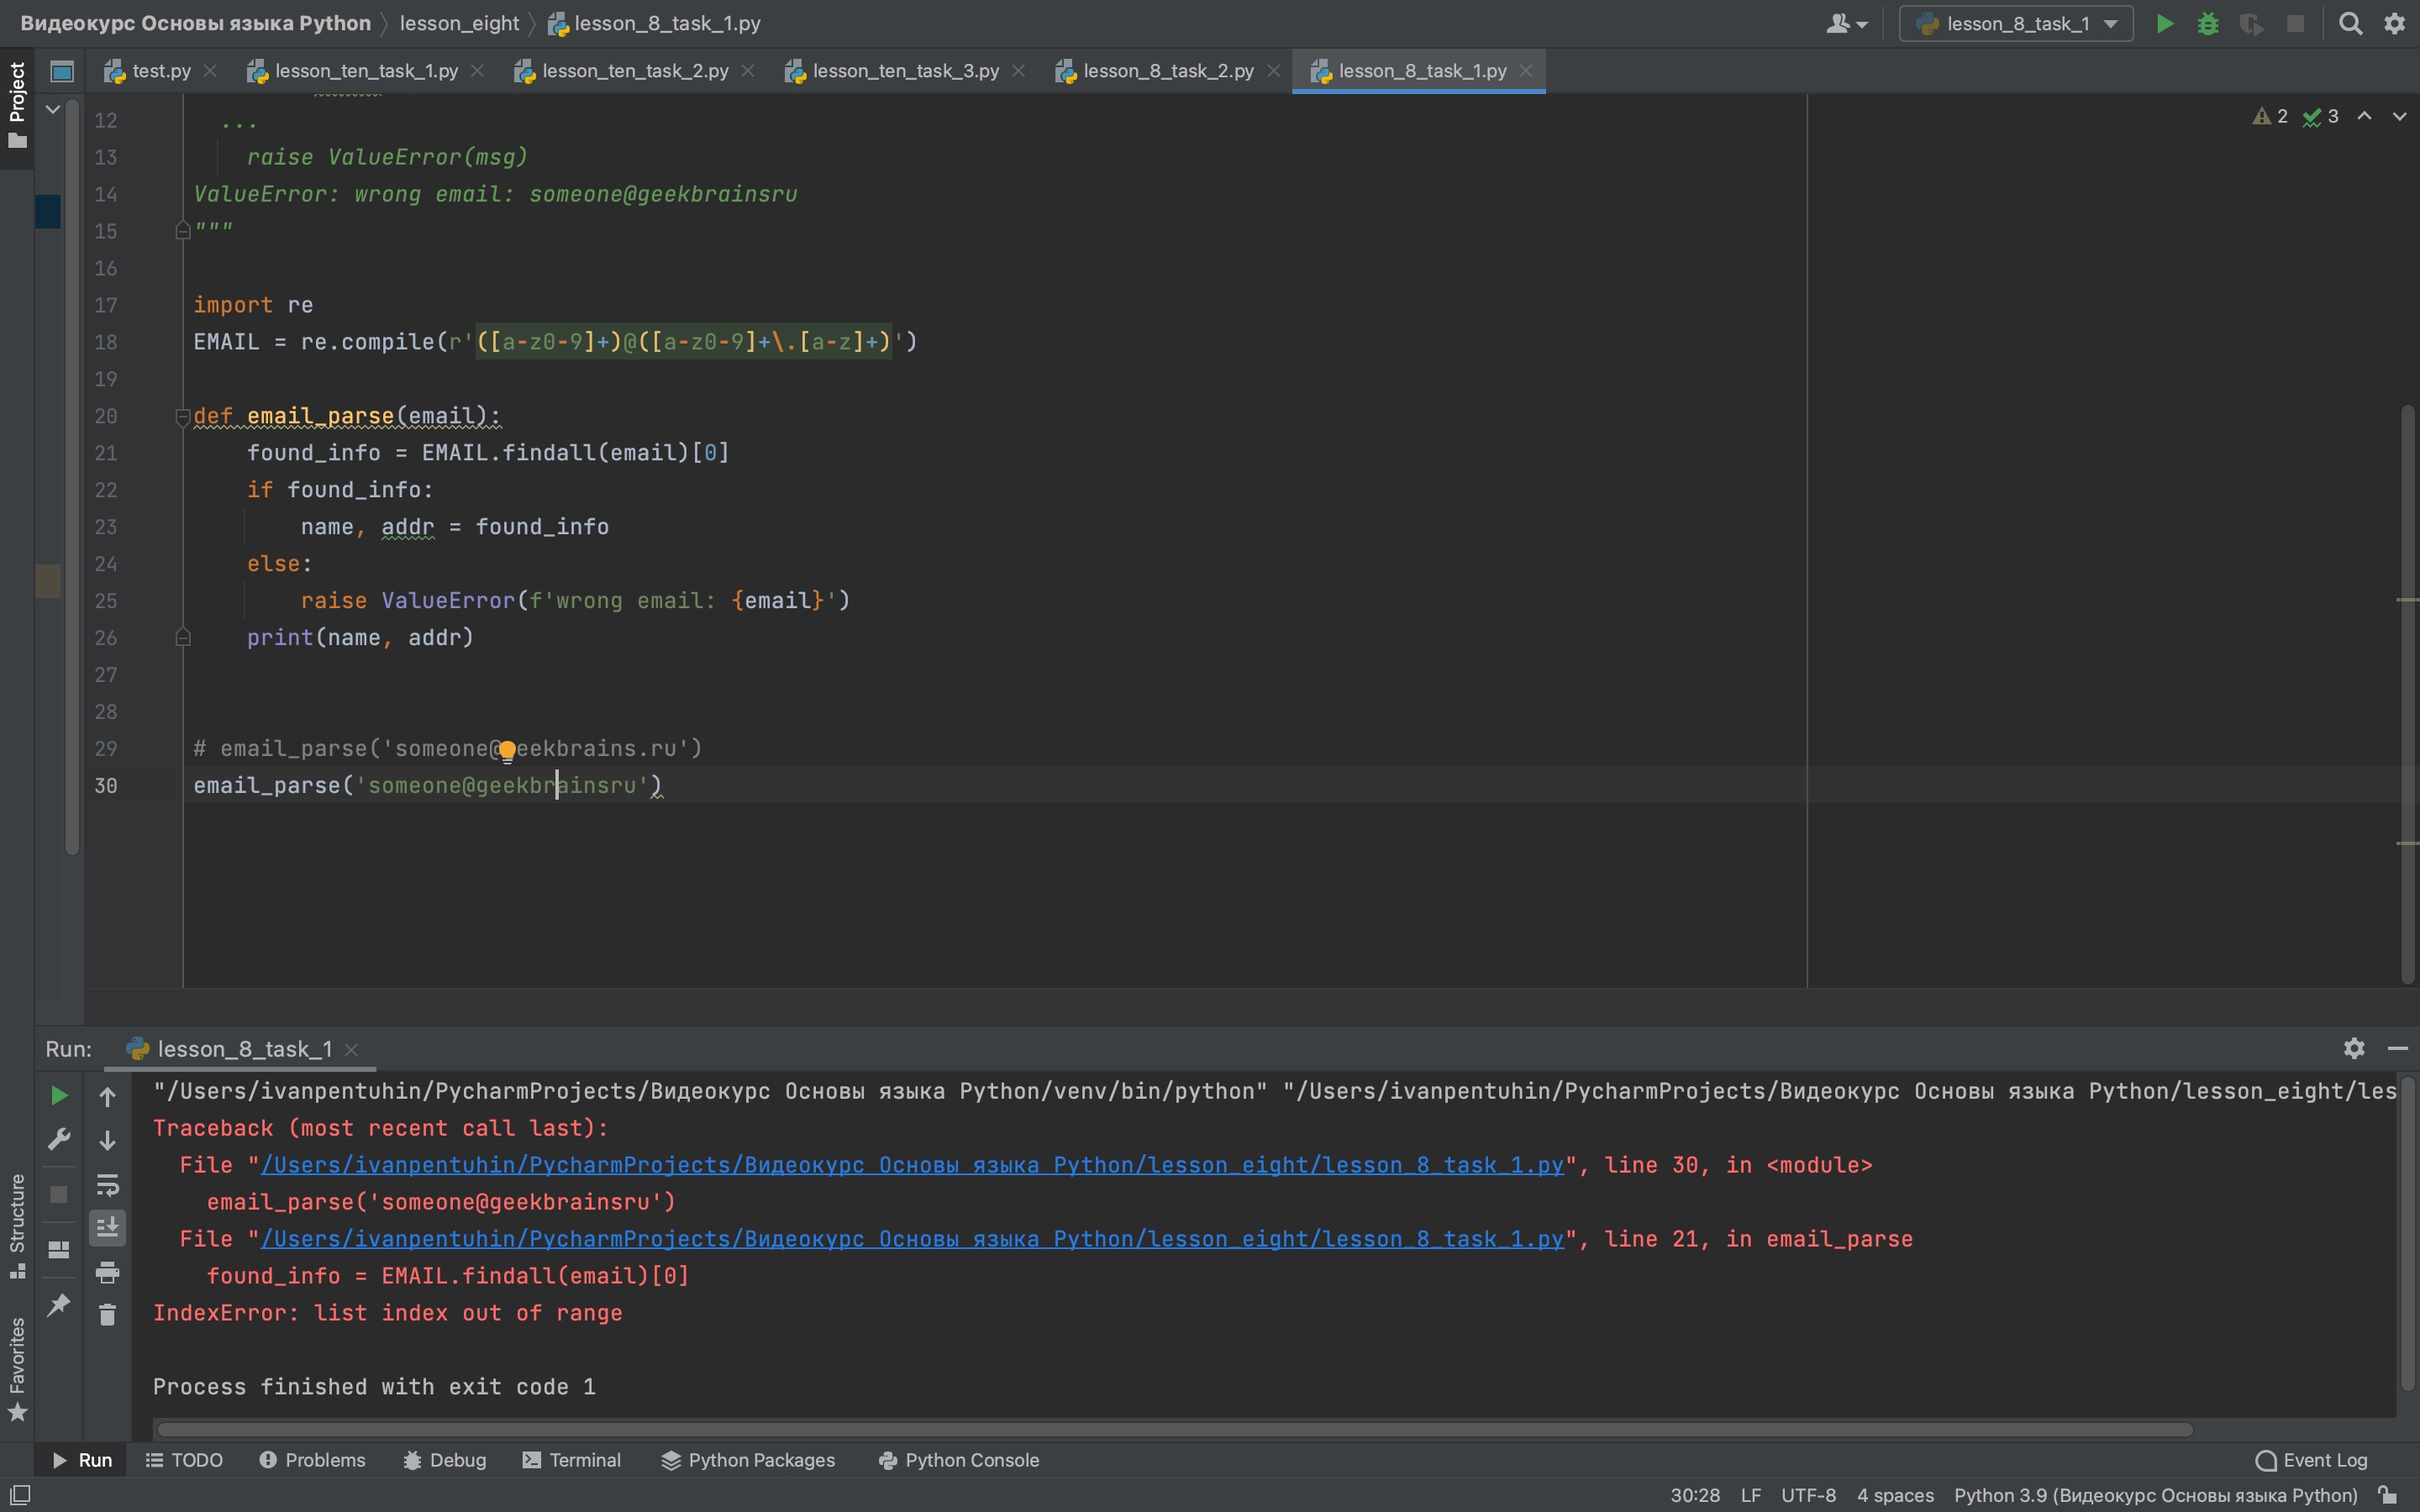 Видеокурс Основы языка Python lesson_eight lesson_8_task_1.py lesson_8_task_1
Project test.py lesson_ten_task_1.py lesson_ten_task_2.py lesson_ten_task_3.py lesson_8_task_2.py lesson_8_task_1.py
12 ... 2 3
13 raise ValueError(msg)
14 ValueError: wrong email: someone@geekbrainsru
15 """
16
17 import re
18 EMAIL = re.compile(r'([a-z0-9]+)@([a-z0-9]+\.[a-z]+)')
19
20 def email_parse(email):
21 found_info = EMAIL.findall(email)[0]
22 if found_info:
23 name, addr = found_info
24 else:
25 raise ValueError(f'wrong email: {email}')
26 print(name, addr)
27
28
29 # email_parse('someone@eekbrains.ru')
30 email_parse('someone@geekbrainsru')
Run: lesson_8_task_1
"/Users/ivanpentuhin/PycharmProjects/Видеокурс Основы языка Python/venv/bin/python" "/Users/ivanpentuhin/PycharmProjects/Видеокурс Основы языка Python/lesson_eight/les
Traceback (most recent call last):
File "/Users/ivanpentuhin/PycharmProjects/Видеокурс Основы языка Python/lesson_eight/lesson_8_task_1.py", line 30, in <module>
email_parse('someone@geekbrainsru')
File "/Users/ivanpentuhin/PycharmProjects/Видеокурс Основы языка Python/lesson_eight/lesson_8_task_1.py", line 21, in email_parse
found_info = EMAIL.findall(email)[0]
IndexError: list index out of range
Process finished with exit code 1
Structure
Favorites
Run TODO Problems Debug Terminal Python Packages Python Console Event Log
30:28 LF UTF-8 4 spaces Python 3.9 (Видеокурс Основы языка Python)